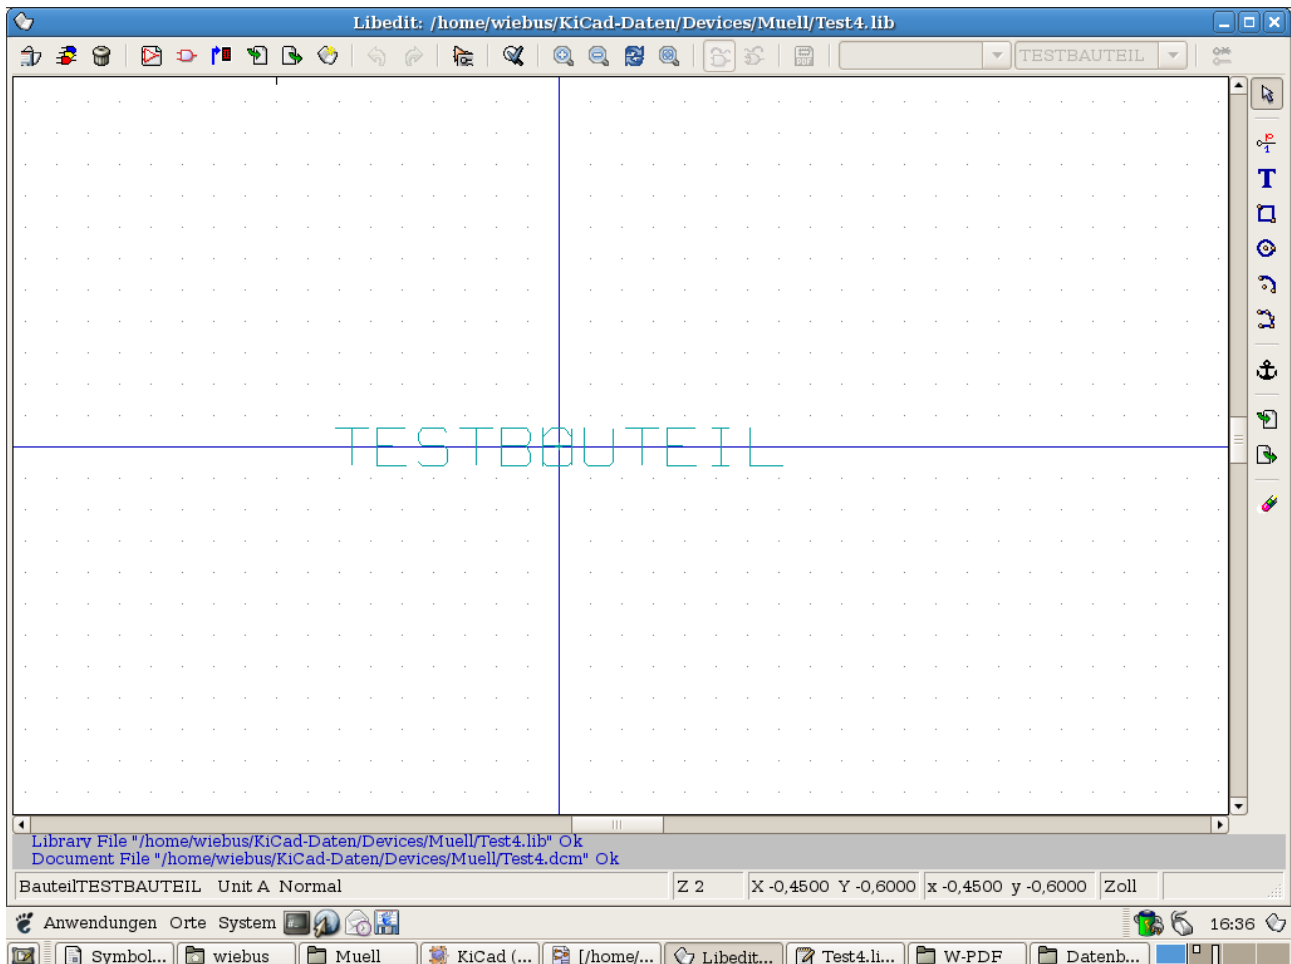 Libedit: /home/wiebus/KiCad-Daten/Devices/Muell/Test4.lib
TESTBAUTEIL
TESTBAUTEIL
Library File "/home/wiebus/KiCad-Daten/Devices/Muell/Test4.lib" Ok
Document File "/home/wiebus/KiCad-Daten/Devices/Muell/Test4.dcm" Ok
BauteilTESTBAUTEIL Unit A Normal Z 2 X -0,4500 Y -0,6000 x -0,4500 y -0,6000 Zoll
Anwendungen Orte System 16:36
Symbol... wiebus Muell KiCad (... [/home/... Libedit... Test4.li... W-PDF Datenb...